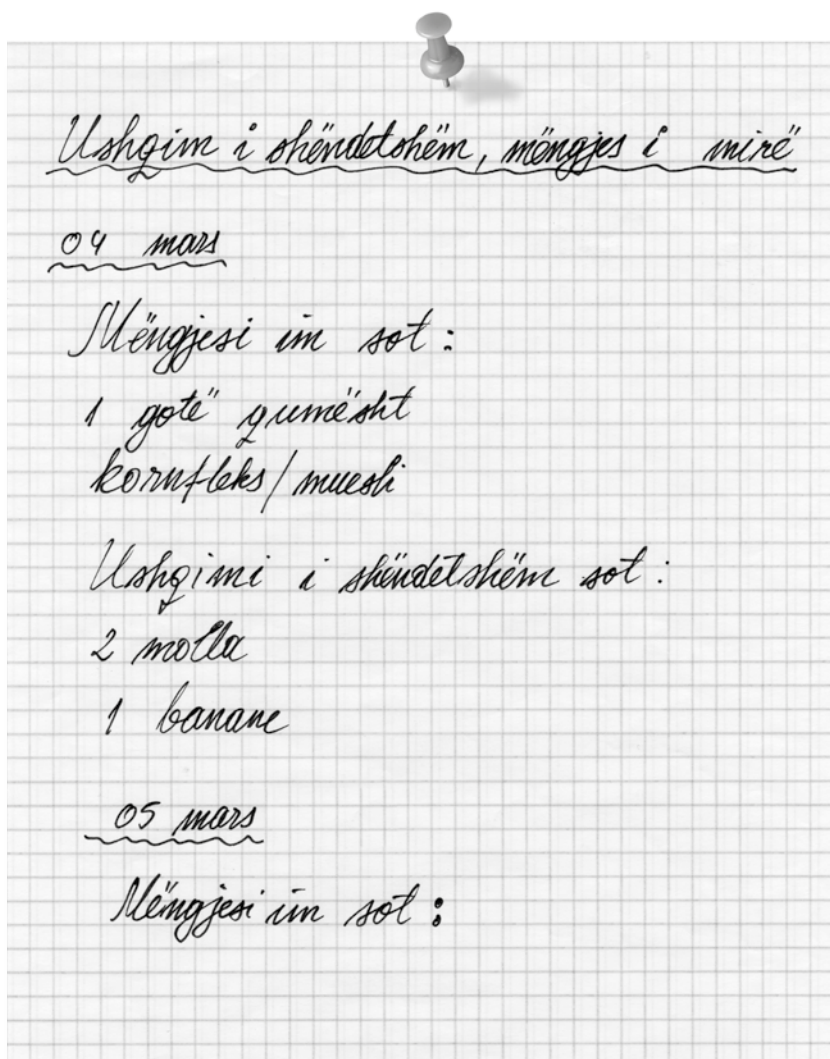 Ushqim i shëndetshëm, mëngjes i mirë
04 mars
Mëngjesi im sot:
1 gotë qumësht
kornfleks/muesli
Ushqimi i shëndetshëm sot:
2 molla
1 banane
05 mars
Mëngjesi im sot: